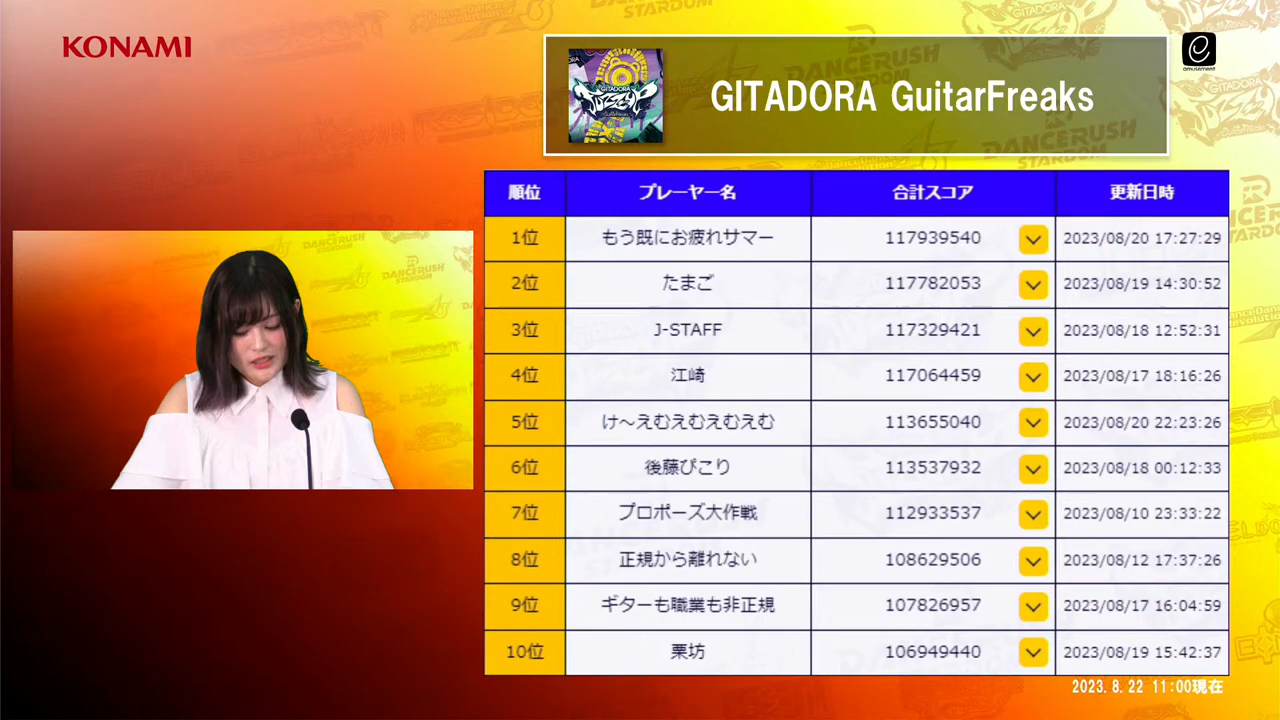 KONAMI
GITADORA GuitarFreaks
e amusement
順位 プレーヤー名 合計スコア 更新日時
1位 もう既にお疲れサマー 117939540 2023/08/20 17:27:29
2位 たまご 117782053 2023/08/19 14:30:52
3位 J-STAFF 117329421 2023/08/18 12:52:31
4位 江崎 117064459 2023/08/17 18:16:26
5位 け～えむえむえむえむ 113655040 2023/08/20 22:23:26
6位 後藤ぴこり 113537932 2023/08/18 00:12:33
7位 プロポーズ大作戦 112933537 2023/08/10 23:33:22
8位 正規から離れない 108629506 2023/08/12 17:37:26
9位 ギターも職業も非正規 107826957 2023/08/17 16:04:59
10位 栗坊 106949440 2023/08/19 15:42:37
2023.8.22 11:00現在